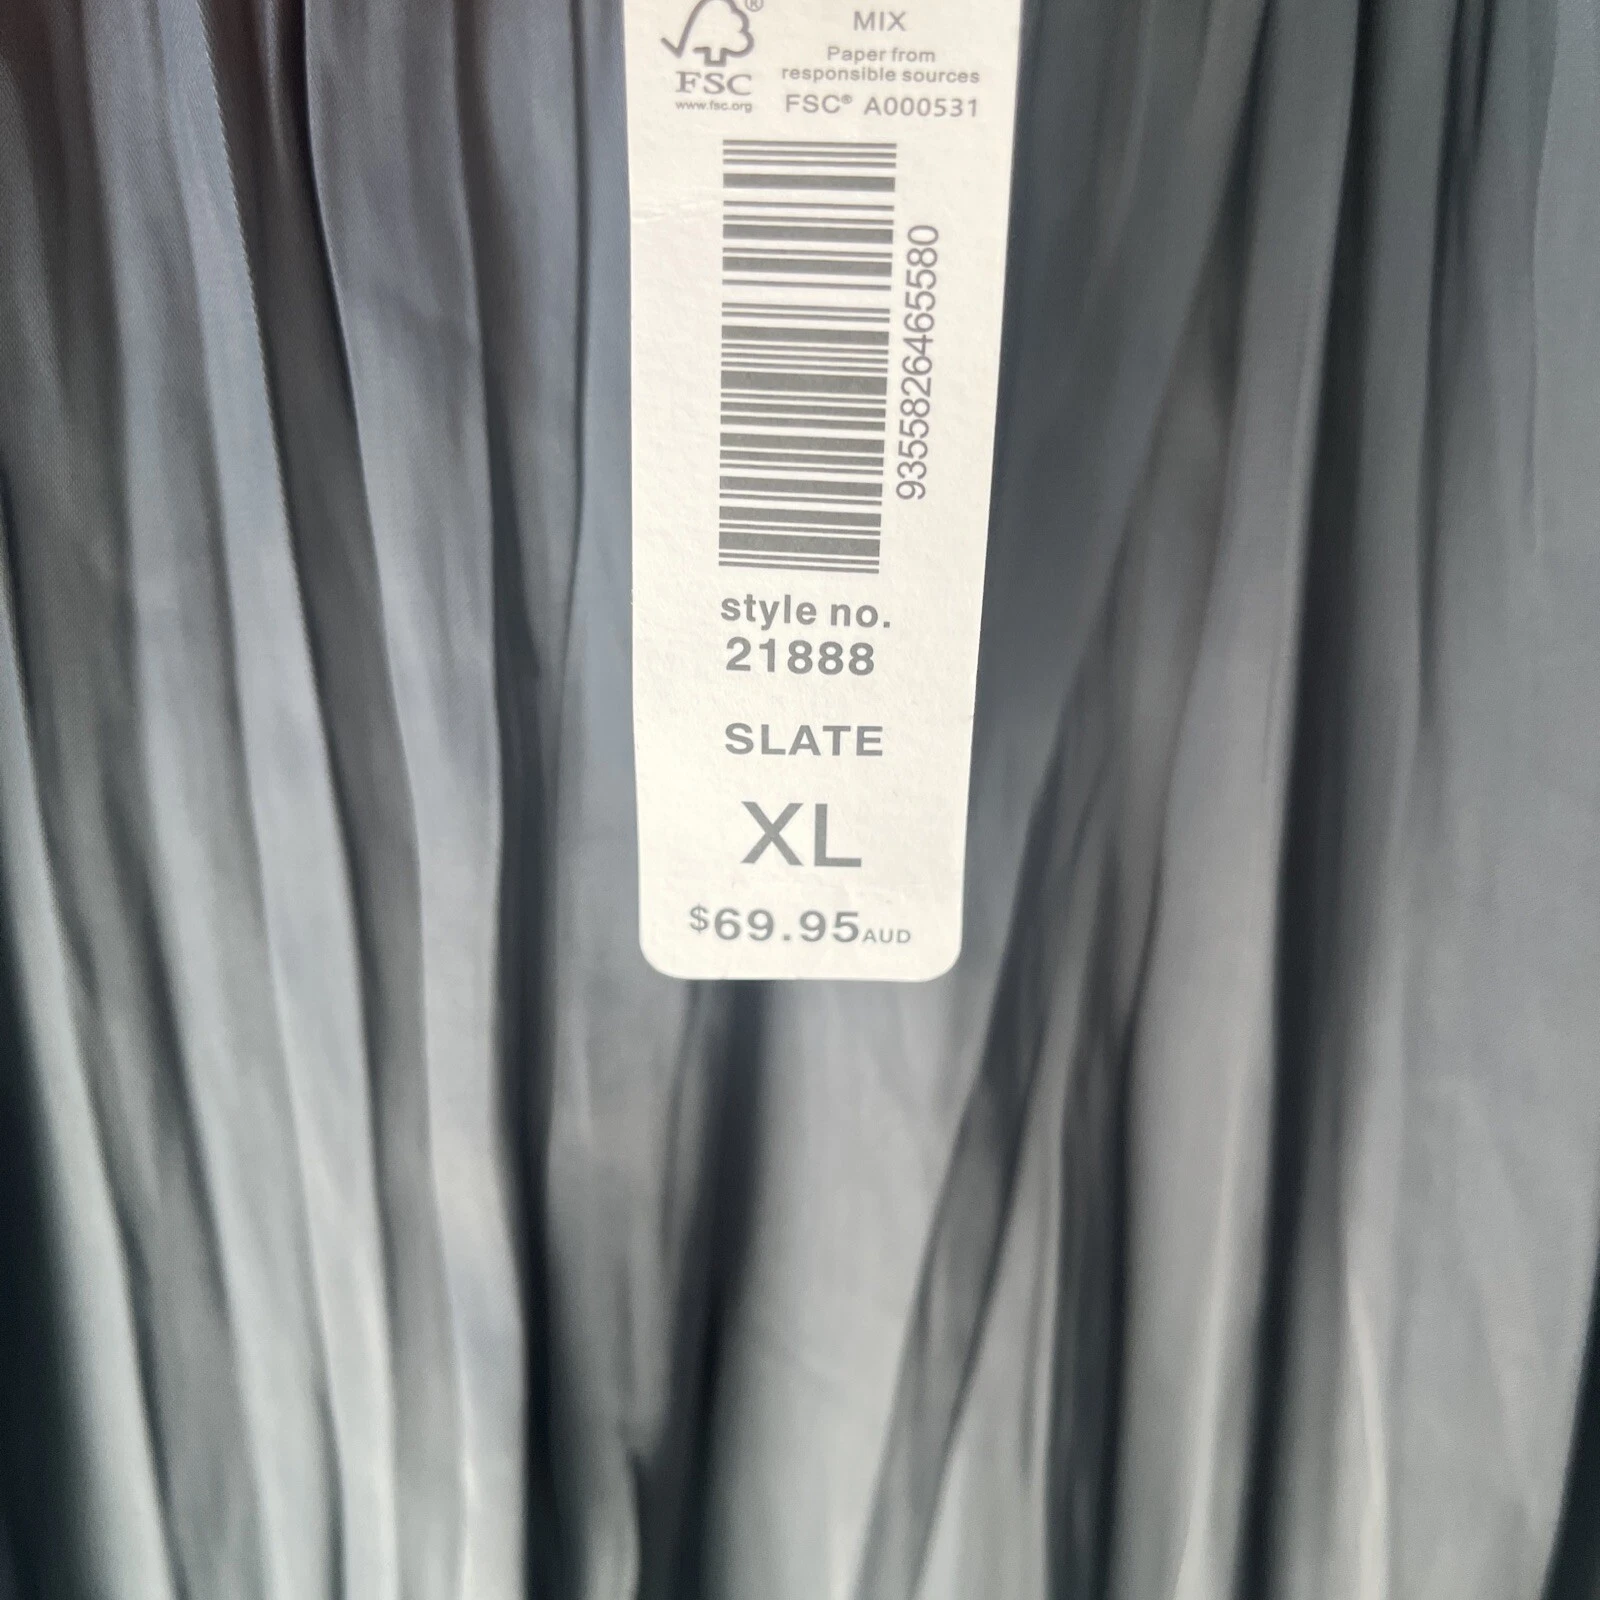 ®
MIX
Paper from
responsible sources
FSC
www.fsc.org
FSC® A000531
9355826465580
style no.
21888
SLATE
XL
$69.95AUD